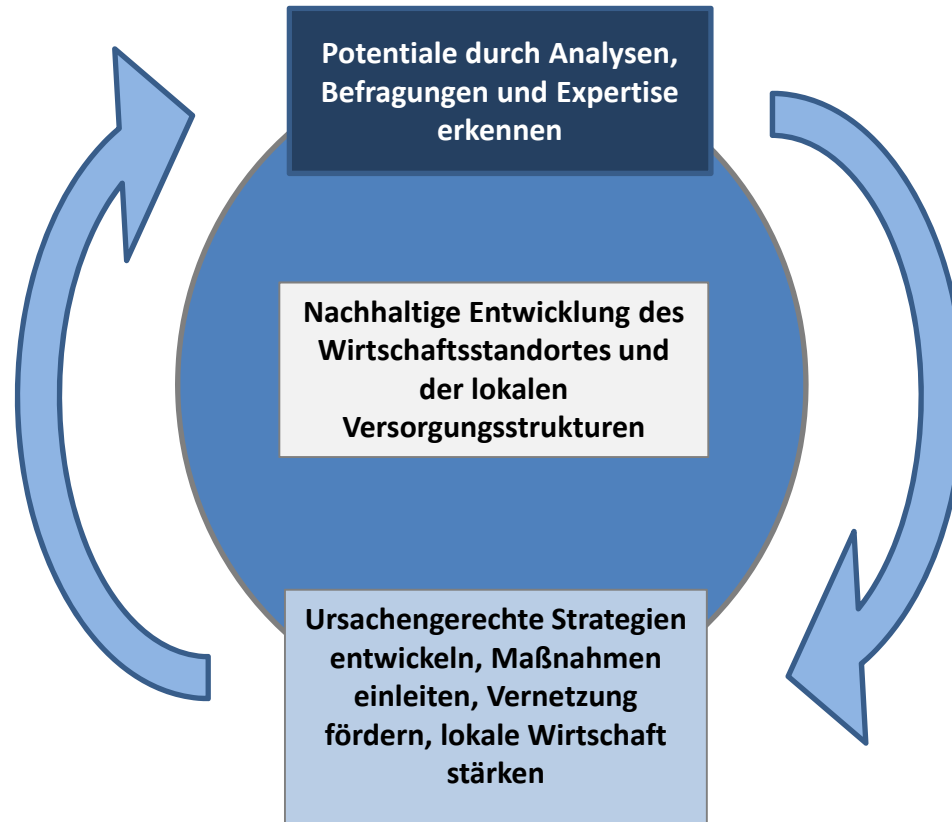 Potentiale durch Analysen,
Befragungen und Expertise
erkennen
Nachhaltige Entwicklung des
Wirtschaftsstandortes und
der lokalen
Versorgungsstrukturen
Ursachengerechte Strategien
entwickeln, Maßnahmen
einleiten, Vernetzung
fördern, lokale Wirtschaft
stärken